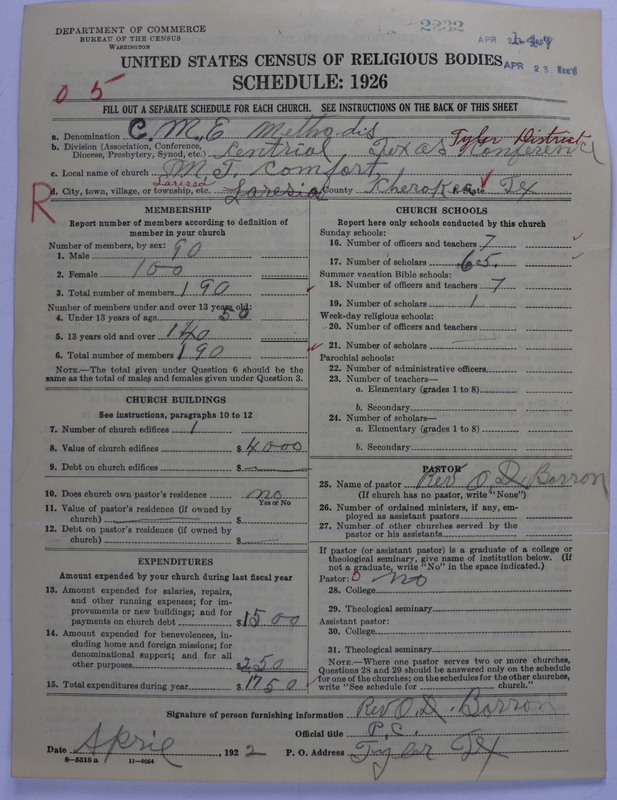 DEPARTMENT OF COMMERCE
BUREAU OF THE CENSUS
WASHINGTON
2232
APR
APR 23
UNITED STATES CENSUS OF RELIGIOUS BODIES
SCHEDULE: 1926
0 5
FILL OUT A SEPARATE SCHEDULE FOR EACH CHURCH. SEE INSTRUCTIONS ON THE BACK OF THIS SHEET
a. Denomination C. M. E Methodis
Tyler District
b. Division (Association, Conference, Diocese, Presbytery, Synod, etc.) Centrial Texas Conference
c. Local name of church M,T, Comfort
Larissa
d. City, town, village, or township, etc. Laresia County Kheroke State Tex
R
MEMBERSHIP
Report number of members according to definition of member in your church
Number of members, by sex:
1. Male 90
2. Female 100
3. Total number of members 190
Number of members under and over 13 years old:
4. Under 13 years of age 50
5. 13 years old and over 140
6. Total number of members 190
NOTE.—The total given under Question 6 should be
same as the total of males and females given under Question 3.
CHURCH BUILDINGS
See instructions, paragraphs 10 to 12
7. Number of church edifices 1
8. Value of church edifices $ 4000
9. Debt on church edifices $
10. Does church own pastor's residence no
Yes or No
11. Value of pastor's residence (if owned by
church) $
12. Debt on pastor's residence (if owned by
church) $
EXPENDITURES
Amount expended by your church during last fiscal year
13. Amount expended for salaries, repairs,
and other running expenses; for im-
provements or new buildings; and for
payments on church debt $ 1500
14. Amount expended for benevolences, in-
cluding home and foreign missions; for
denominational support; and for all
other purposes 250
15. Total expenditures during year $ 1750
CHURCH SCHOOLS
Report here only schools conducted by this church
Sunday schools:
16. Number of officers and teachers 7
17. Number of scholars 65.
Summer vacation Bible schools:
18. Number of officers and teachers 7
19. Number of scholars 1
Week-day religious schools:
20. Number of officers and teachers
21. Number of scholars
Parochial schools:
22. Number of administrative officers
23. Number of teachers—
a. Elementary (grades 1 to 8)
b. Secondary
24. Number of scholars—
a. Elementary (grades 1 to 8)
b. Secondary
PASTOR
25. Name of pastor Rev O. D. Borron
(If church has no pastor, write "None")
26. Number of ordained ministers, if any, em-
ployed as assistant pastors
27. Number of other churches served by the
pastor or his assistants
If pastor (or assistant pastor) is a graduate of a college or
theological seminary, give name of institution below. (If
not a graduate, write "No" in the space indicated.)
Pastor: 0 no
28. College
29. Theological seminary
Assistant pastor:
30. College
31. Theological seminary
NOTE.—Where one pastor serves two or more churches,
Questions 28 and 29 should be answered only on the schedule
for one of the churches; on the schedules for the other churches,
write "See schedule for church."
Signature of person furnishing information Rev O. D. Borron
Official title P. C.
Date April, 1922 P. O. Address Tyler Tex
8—5518 a 11—9054